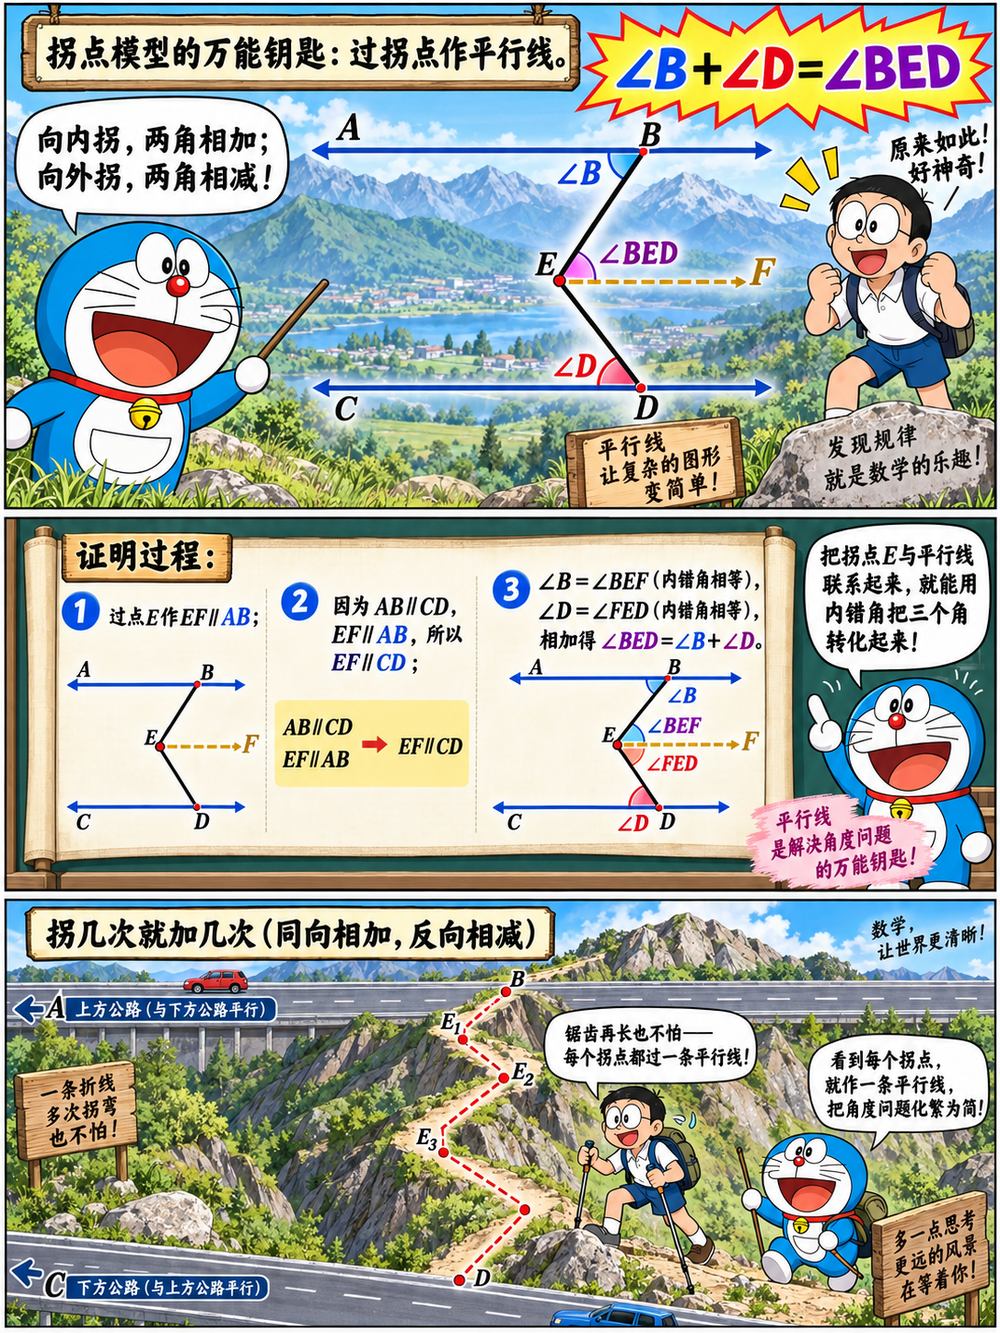 拐点模型的万能钥匙：过拐点作平行线。
∠B+∠D=∠BED
向内拐，两角相加；
向外拐，两角相减！
原来如此！
好神奇！
A
B
∠B
∠BED
E
F
∠D
C
D
平行线
让复杂的图形
变简单！
发现规律
就是数学的乐趣！
证明过程：
1 过点E作EF∥AB；
A
B
E
F
C
D
2 因为 AB∥CD，
EF∥AB，所以
EF∥CD；
AB∥CD
EF∥AB
EF∥CD
3 ∠B=∠BEF（内错角相等），
∠D=∠FED（内错角相等），
相加得 ∠BED=∠B+∠D。
A
B
∠B
∠BEF
E
F
∠FED
C
∠D
D
把拐点E与平行线
联系起来，就能用
内错角把三个角
转化起来！
平行线
是解决角度问题
的万能钥匙！
拐几次就加几次（同向相加，反向相减）
数学，
让世界更清晰！
B
A 上方公路（与下方公路平行）
E1
E2
E3
锯齿再长也不怕——
每个拐点都过一条平行线！
看到每个拐点，
就作一条平行线，
把角度问题化繁为简！
一条折线
多次拐弯
也不怕！
D
C 下方公路（与上方公路平行）
多一点思考
更远的风景
在等着你！